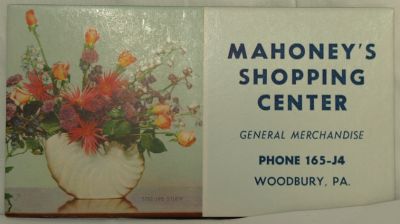 MAHONEY'S
SHOPPING
CENTER
GENERAL MERCHANDISE
PHONE 165-J4
WOODBURY, PA.